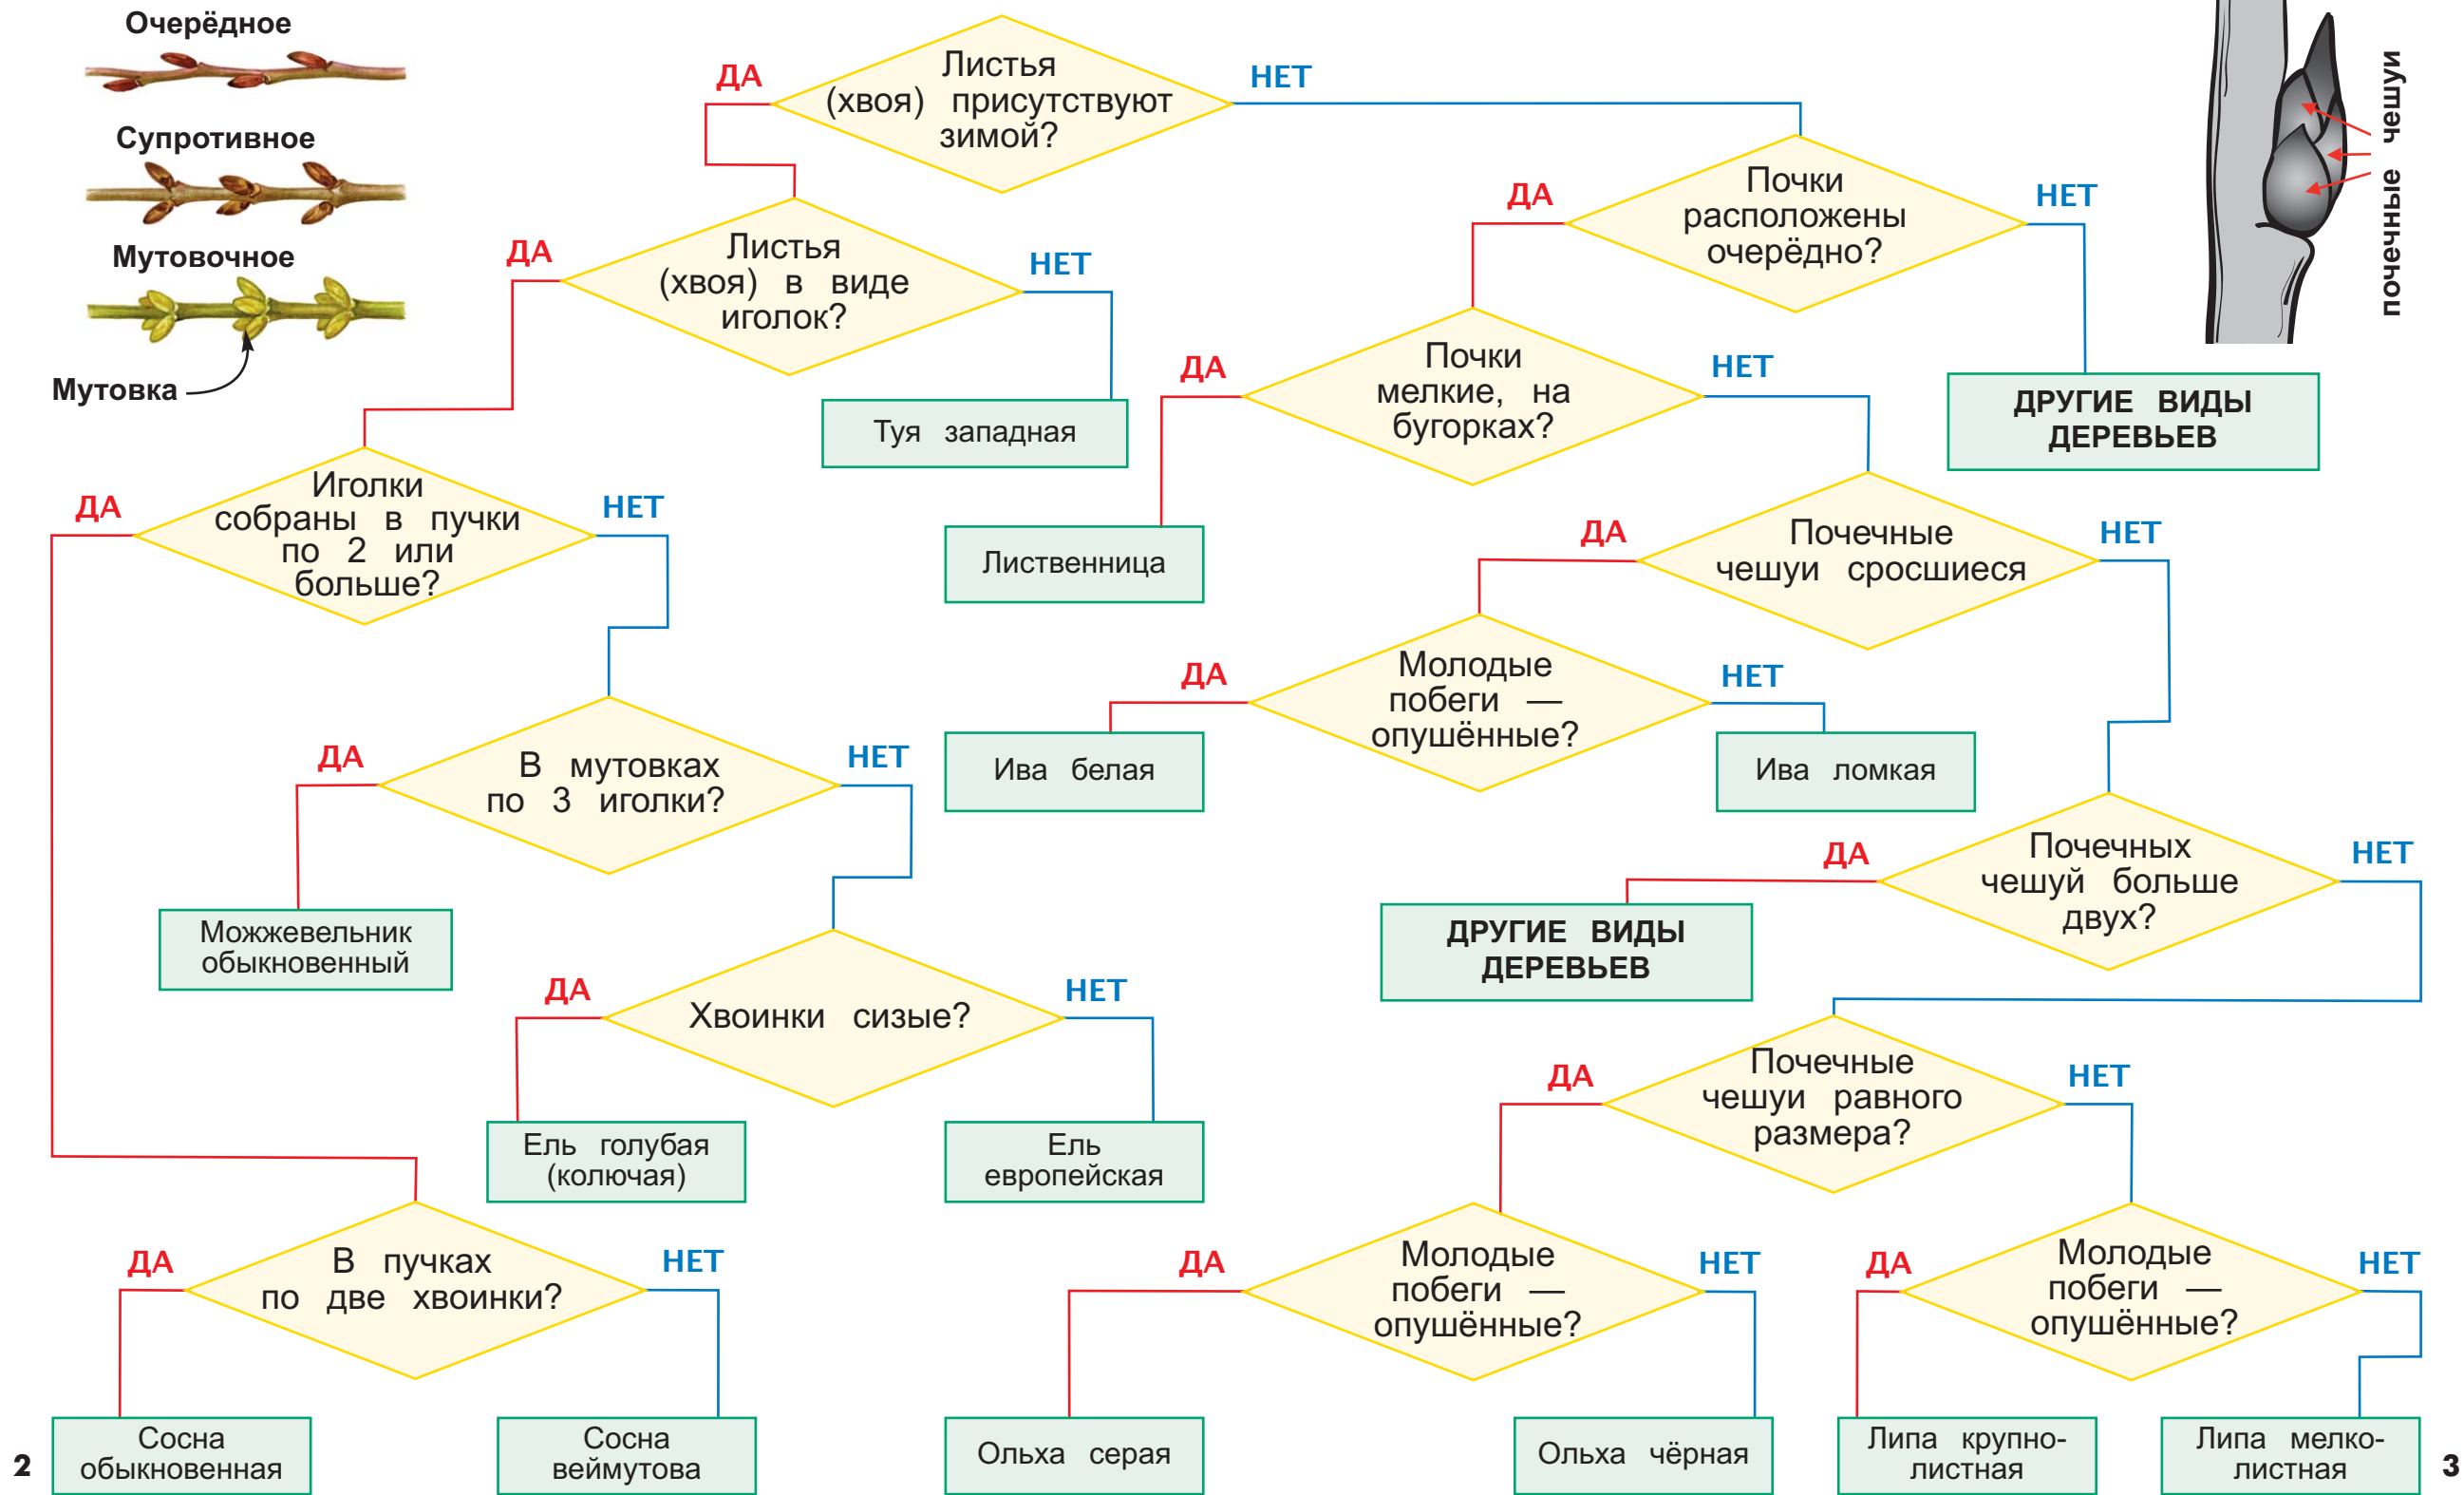 Очерёдное
Супротивное
Мутовочное
Мутовка
Листья
(хвоя) присутствуют
зимой?
ДА
НЕТ
Листья
(хвоя) в виде
иголок?
ДА
НЕТ
Туя западная
Иголки
собраны в пучки
по 2 или
больше?
ДА
НЕТ
В мутовках
по 3 иголки?
ДА
НЕТ
Можжевельник
обыкновенный
Хвоинки сизые?
ДА
НЕТ
Ель голубая
(колючая)
Ель
европейская
В пучках
по две хвоинки?
ДА
НЕТ
Сосна
обыкновенная
Сосна
веймутова
2
почечные чешуи
Почки
расположены
очерёдно?
ДА
НЕТ
ДРУГИЕ ВИДЫ
ДЕРЕВЬЕВ
Почки
мелкие, на
бугорках?
ДА
НЕТ
Лиственница
Почечные
чешуи сросшиеся
ДА
НЕТ
Молодые
побеги —
опушённые?
ДА
НЕТ
Ива белая
Ива ломкая
Почечных
чешуй больше
двух?
ДА
НЕТ
ДРУГИЕ ВИДЫ
ДЕРЕВЬЕВ
Почечные
чешуи равного
размера?
ДА
НЕТ
Молодые
побеги —
опушённые?
ДА
НЕТ
Ольха серая
Ольха чёрная
Молодые
побеги —
опушённые?
ДА
НЕТ
Липа крупно-
листная
Липа мелко-
листная
3